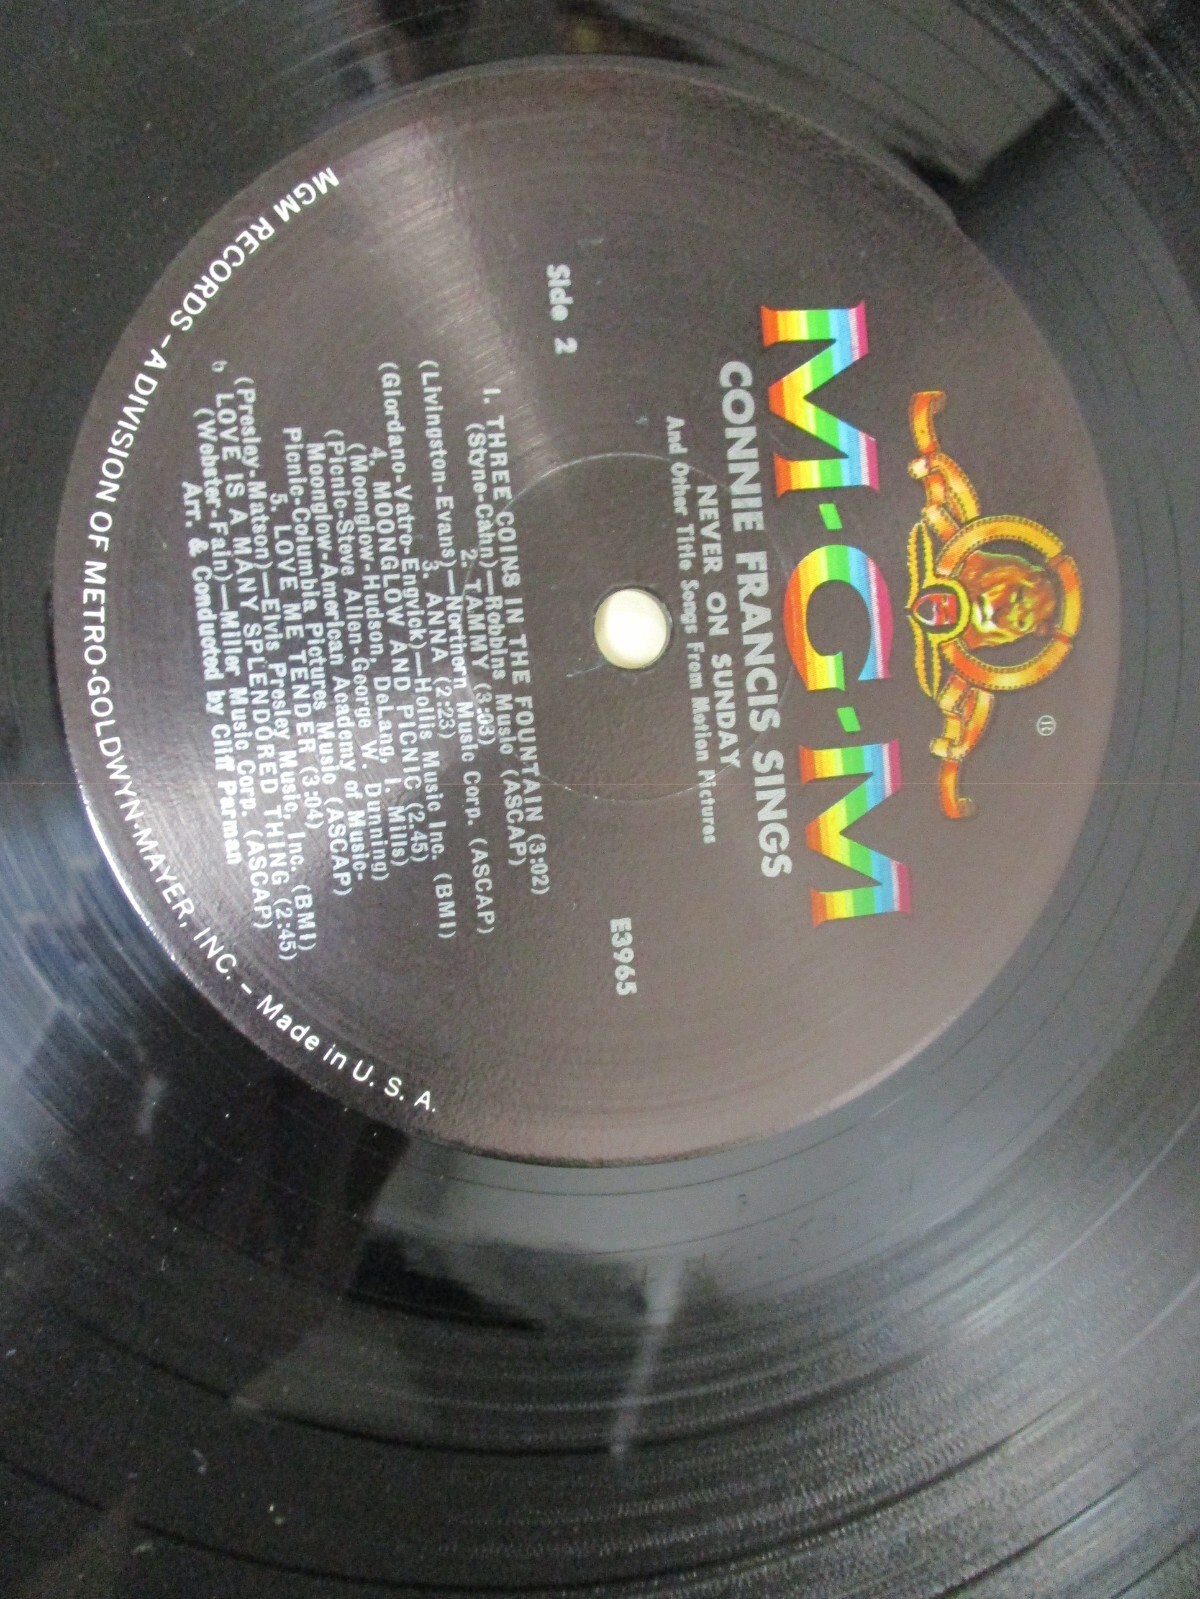 ®
M-G-M
CONNIE FRANCIS SINGS
NEVER ON SUNDAY
And Other Title Songs From Motion Pictures
Side 2
E3965
1. THREE COINS IN THE FOUNTAIN (3:02)
(Styne-Cahn)—Robbins Music (ASCAP)
2. TAMMY (3:03)
(Livingston-Evans)—Northern Music Corp. (ASCAP)
3. ANNA (2:23)
(Giordano-Vatro-Engvick)—Hollis Music Inc. (BMI)
4. MOONGLOW AND PICNIC (2.45)
(Moonglow-Hudson, DeLang, I. Mills)
(Picnic-Steve Allen-George W. Dunning)
Moonglow-American Academy of Music-
Picnic-Columbia Pictures Music (ASCAP)
5. LOVE ME TENDER (3:04)
(Presley-Matson)—Elvis Presley Music, Inc. (BMI)
6 LOVE IS A MANY SPLENDORED THING (2:45)
(Webster-Fain)—Miller Music Corp. (ASCAP)
Arr. & Conducted by Cliff Parman
MGM RECORDS – A DIVISION OF METRO-GOLDWYN-MAYER, INC. – Made in U. S. A.